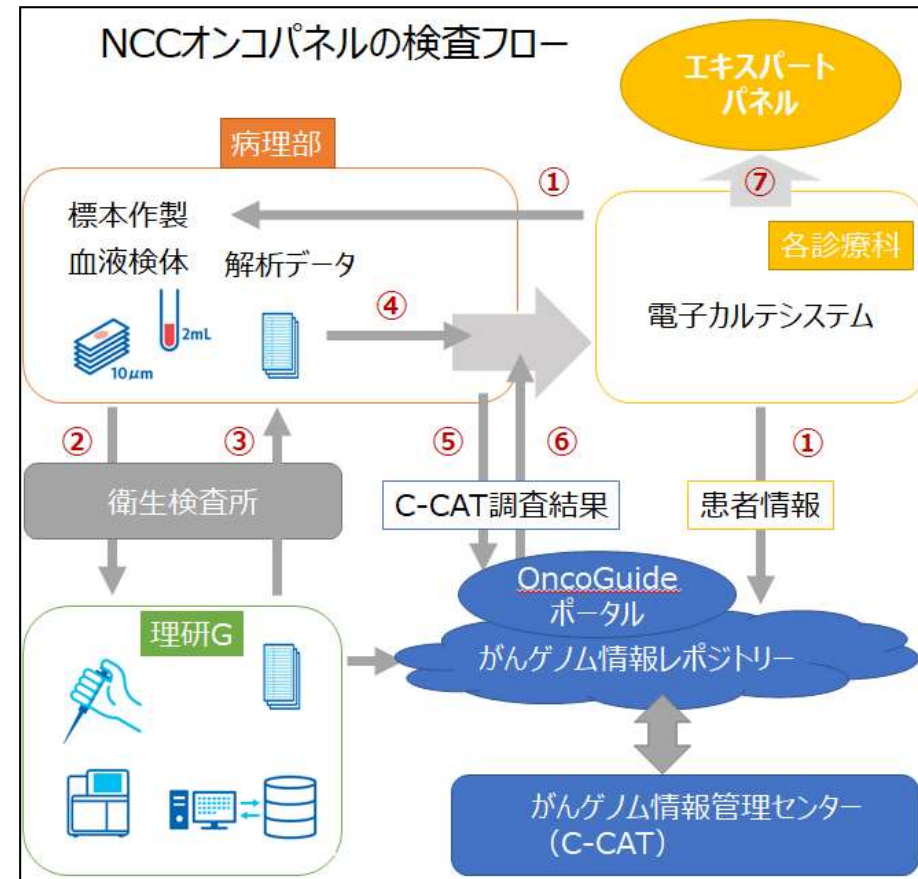 NCCオンコパネルの検査フロー
エキスパート
パネル
病理部
①
⑦
標本作製
血液検体
解析データ
各診療科
④
電子カルテシステム
2mL
10μm
②
③
⑤
⑥
①
衛生検査所
C-CAT調査結果
患者情報
OncoGuide
ポータル
理研G
がんゲノム情報レポジトリー
がんゲノム情報管理センター
(C-CAT)